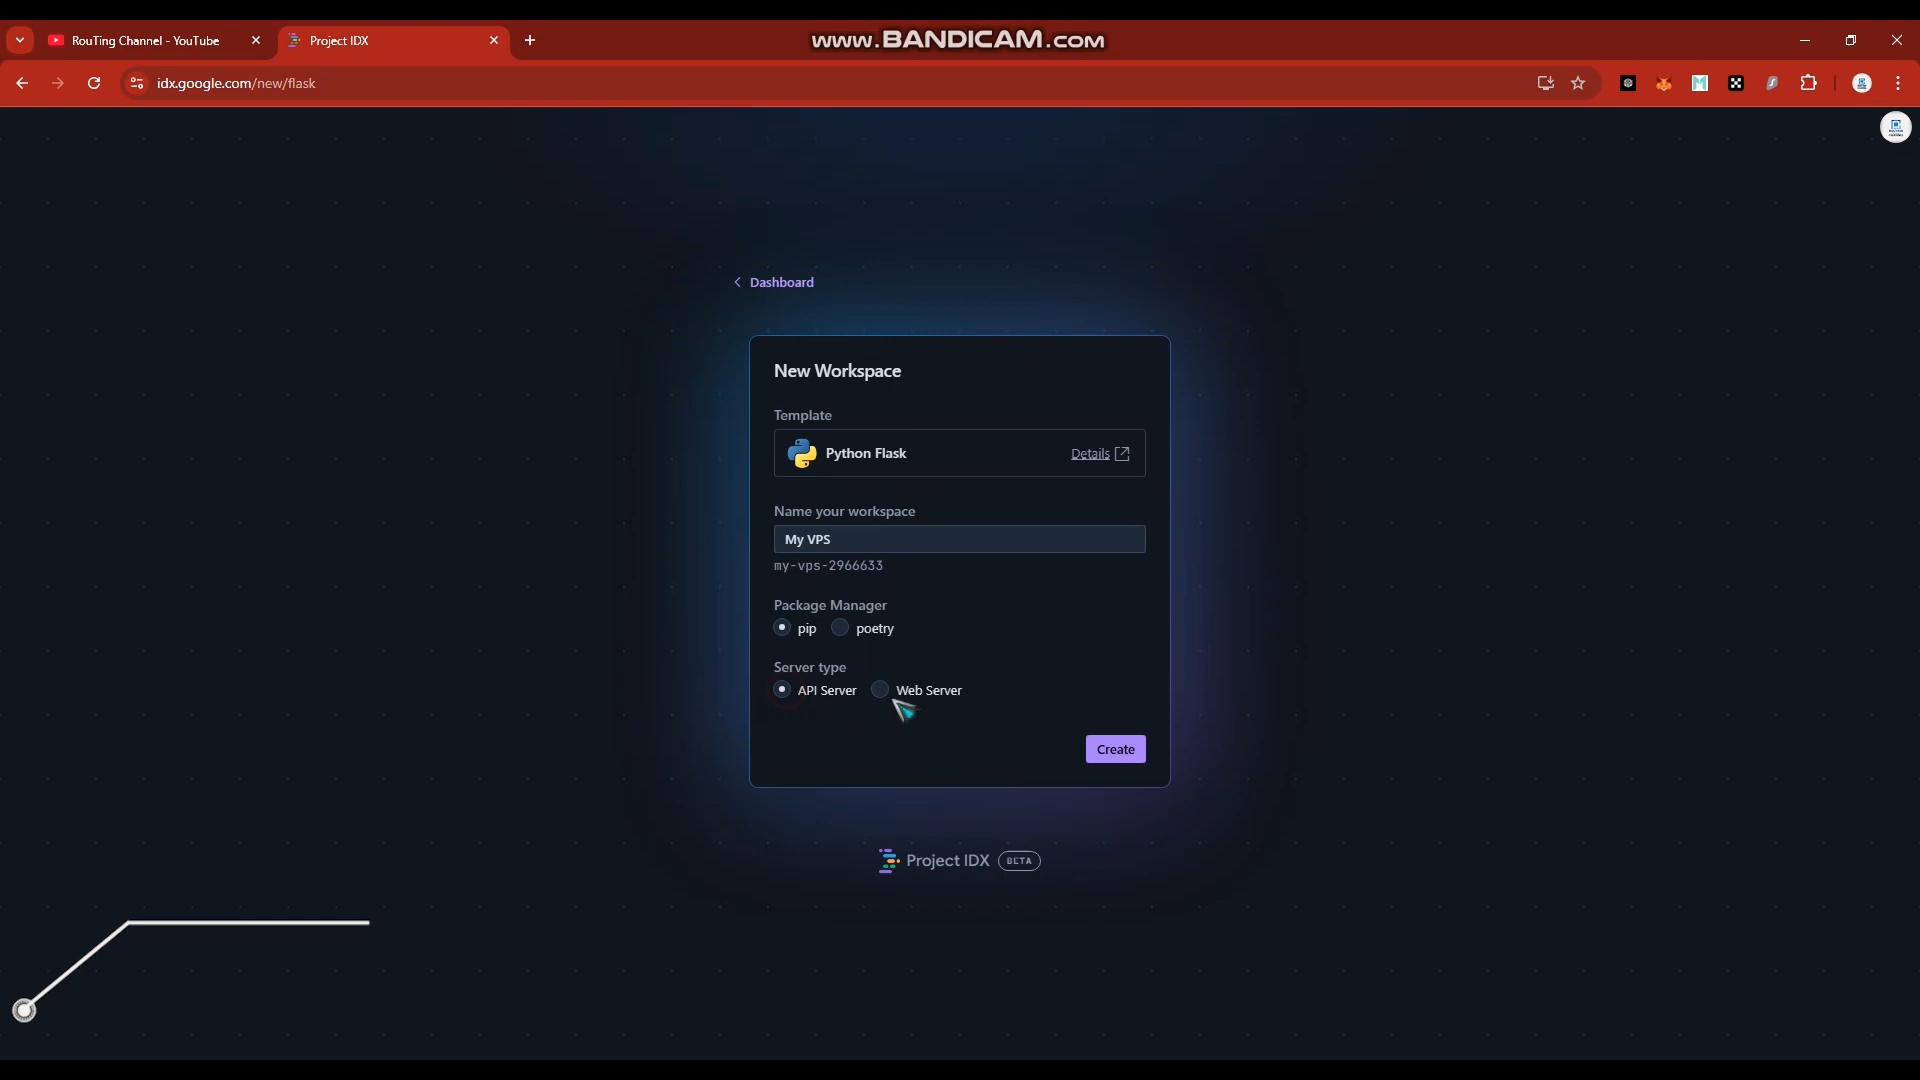 RouTing Channel - YouTube
Project IDX
www.BANDICAM.com
idx.google.com/new/flask
Dashboard
New Workspace
Template
Python Flask
Details
Name your workspace
My VPS
my-vps-2966633
Package Manager
pip
poetry
Server type
API Server
Web Server
Create
Project IDX
BETA